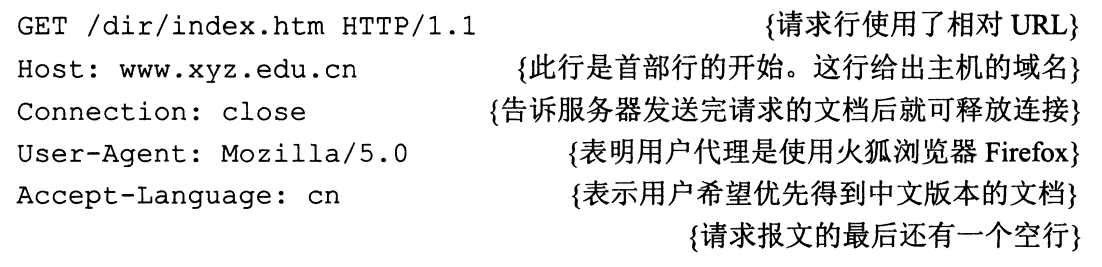 GET /dir/index.htm HTTP/1.1 {请求行使用了相对 URL}
Host: www.xyz.edu.cn {此行是首部行的开始。这行给出主机的域名}
Connection: close {告诉服务器发送完请求的文档后就可释放连接}
User-Agent: Mozilla/5.0 {表明用户代理是使用火狐浏览器 Firefox}
Accept-Language: cn {表示用户希望优先得到中文版本的文档}
{请求报文的最后还有一个空行}